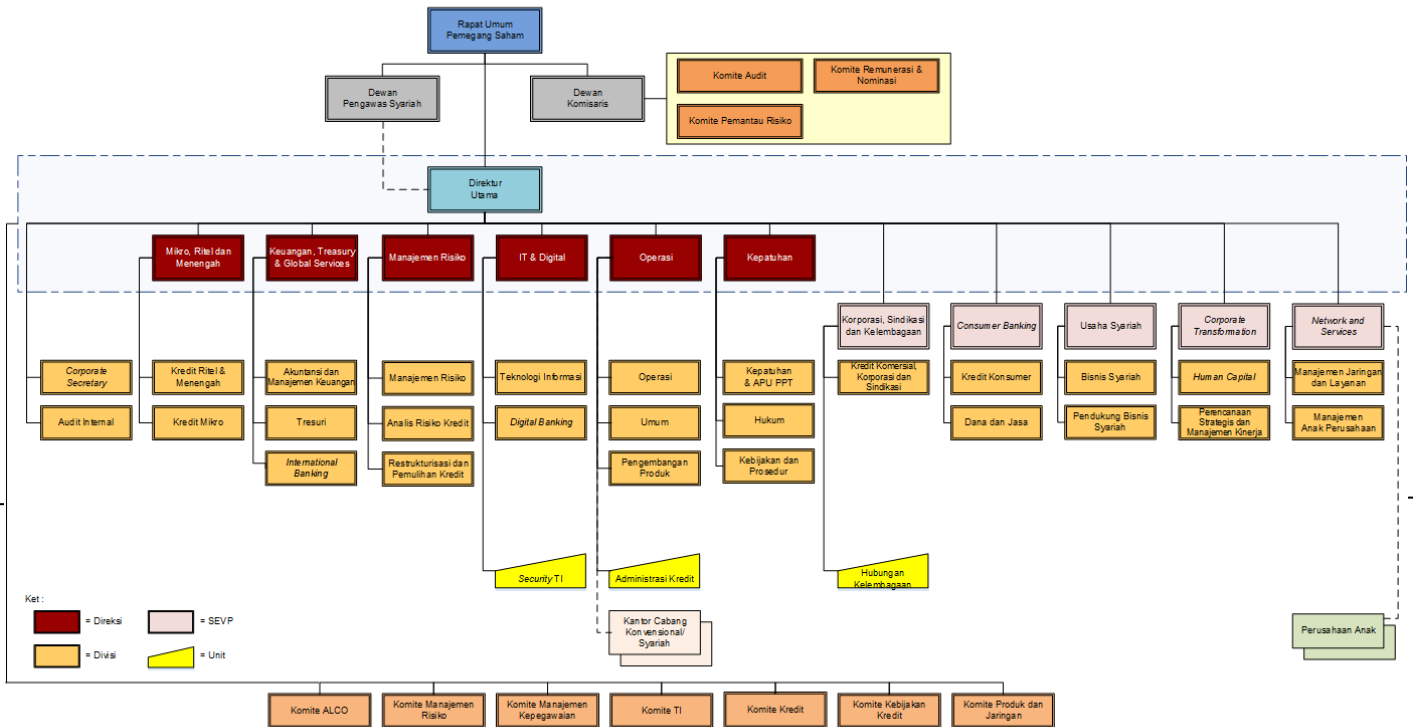 Rapat Umum
Pemegang Saham
Dewan
Pengawas Syariah
Dewan
Komisaris
Komite Audit
Komite Remunerasi &
Nominasi
Komite Pemantau Risiko
Direktur
Utama
Mikro, Ritel dan
Menengah
Keuangan, Treasury
& Global Services
Manajemen Risiko
IT & Digital
Operasi
Kepatuhan
Korporasi, Sindikasi
dan Kelembagaan
Consumer Banking
Usaha Syariah
Corporate
Transformation
Network and
Services
Corporate
Secretary
Kredit Ritel &
Menengah
Akuntansi dan
Manajemen Keuangan
Manajemen Risiko
Teknologi Informasi
Operasi
Kepatuhan
& APU PPT
Kredit Komersial,
Korporasi dan
Sindikasi
Kredit Konsumer
Bisnis Syariah
Human Capital
Manajemen Jaringan
dan Layanan
Audit Internal
Kredit Mikro
Tresuri
Analis Risiko Kredit
Digital Banking
Umum
Hukum
Dana dan Jasa
Pendukung Bisnis
Syariah
Perencanaan
Strategis dan
Manajemen Kinerja
Manajemen
Anak Perusahaan
International
Banking
Restrukturisasi dan
Pemulihan Kredit
Pengembangan
Produk
Kebijakan dan
Prosedur
Security TI
Administrasi Kredit
Hubungan
Kelembagaan
Ket :
= Direksi
= SEVP
= Divisi
= Unit
Kantor Cabang
Konvensional/
Syariah
Perusahaan Anak
Komite ALCO
Komite Manajemen
Risiko
Komite Manajemen
Kepegawaian
Komite TI
Komite Kredit
Komite Kebijakan
Kredit
Komite Produk dan
Jaringan